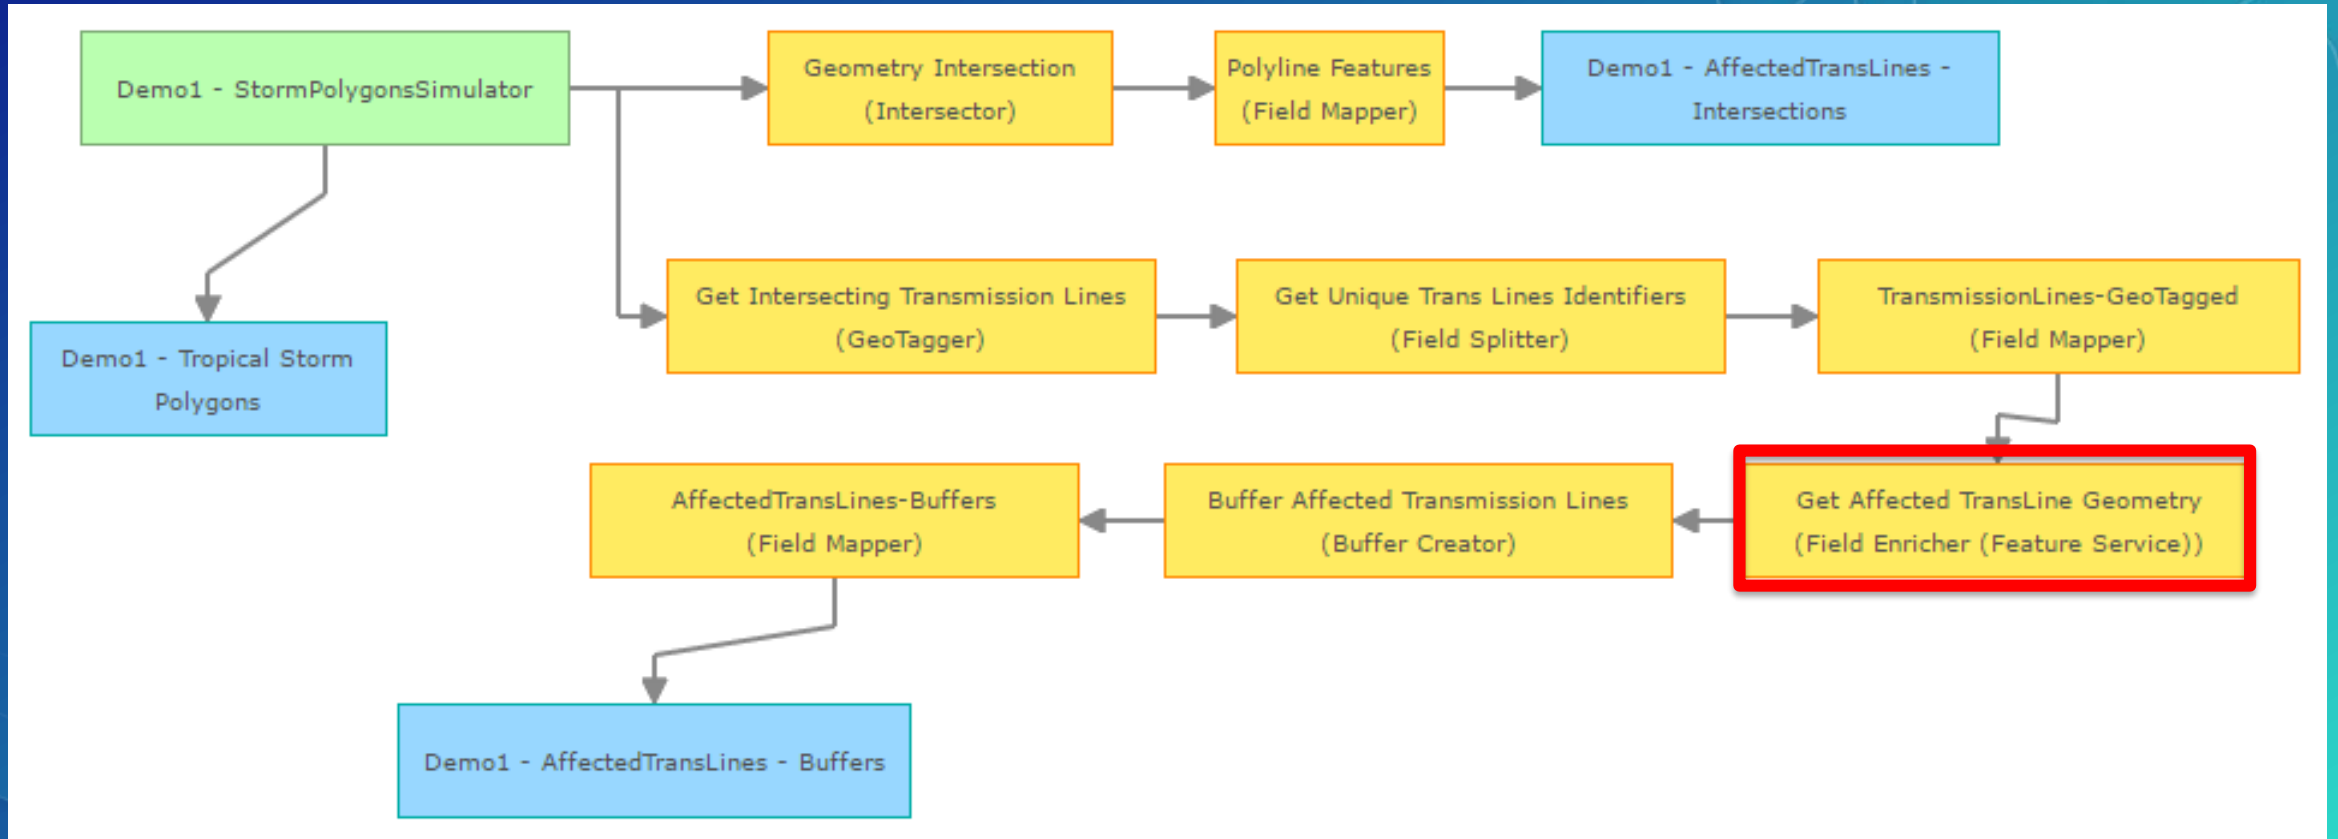 Demo1 - StormPolygonsSimulator
Geometry Intersection
(Intersector)
Polyline Features
(Field Mapper)
Demo1 - AffectedTransLines -
Intersections
Get Intersecting Transmission Lines
(GeoTagger)
Get Unique Trans Lines Identifiers
(Field Splitter)
TransmissionLines-GeoTagged
(Field Mapper)
Demo1 - Tropical Storm
Polygons
Get Affected TransLine Geometry
(Field Enricher (Feature Service))
Buffer Affected Transmission Lines
(Buffer Creator)
AffectedTransLines-Buffers
(Field Mapper)
Demo1 - AffectedTransLines - Buffers